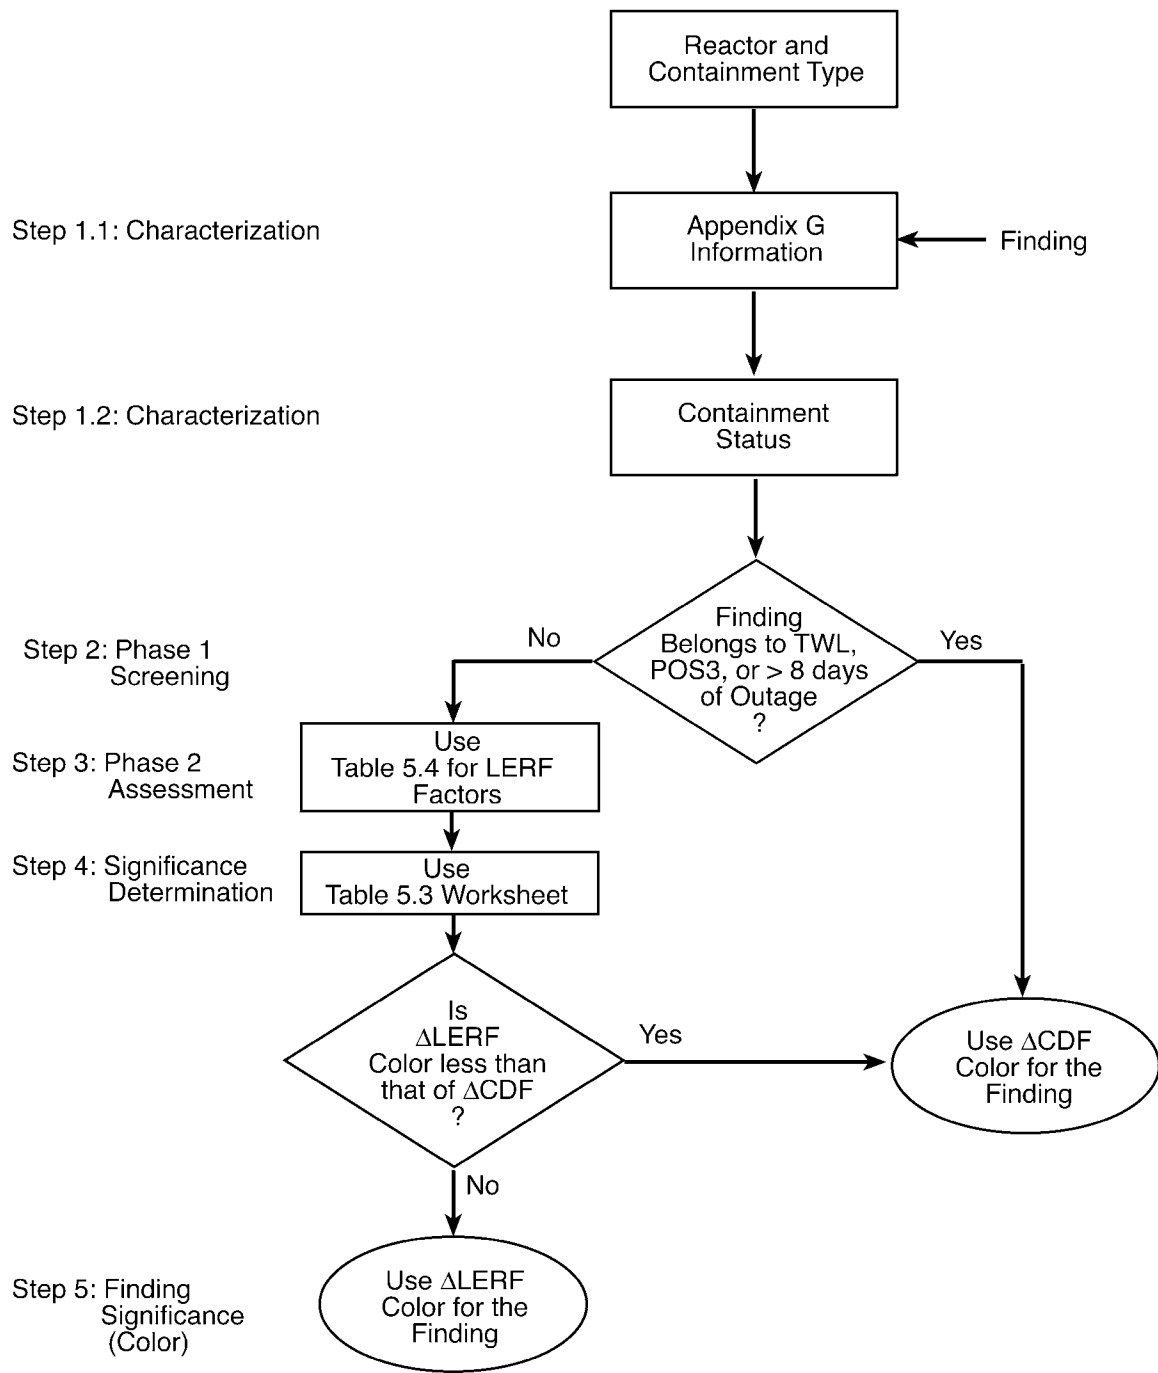 Reactor and
Containment Type
Step 1.1: Characterization
Appendix G
Information
Finding
Step 1.2: Characterization
Containment
Status
Step 2: Phase 1
Screening
No
Finding
Belongs to TWL,
POS3, or > 8 days
of Outage
?
Yes
Step 3: Phase 2
Assessment
Use
Table 5.4 for LERF
Factors
Step 4: Significance
Determination
Use
Table 5.3 Worksheet
Is
ΔLERF
Color less than
that of ΔCDF
?
Yes
Use ΔCDF
Color for the
Finding
No
Step 5: Finding
Significance
(Color)
Use ΔLERF
Color for the
Finding